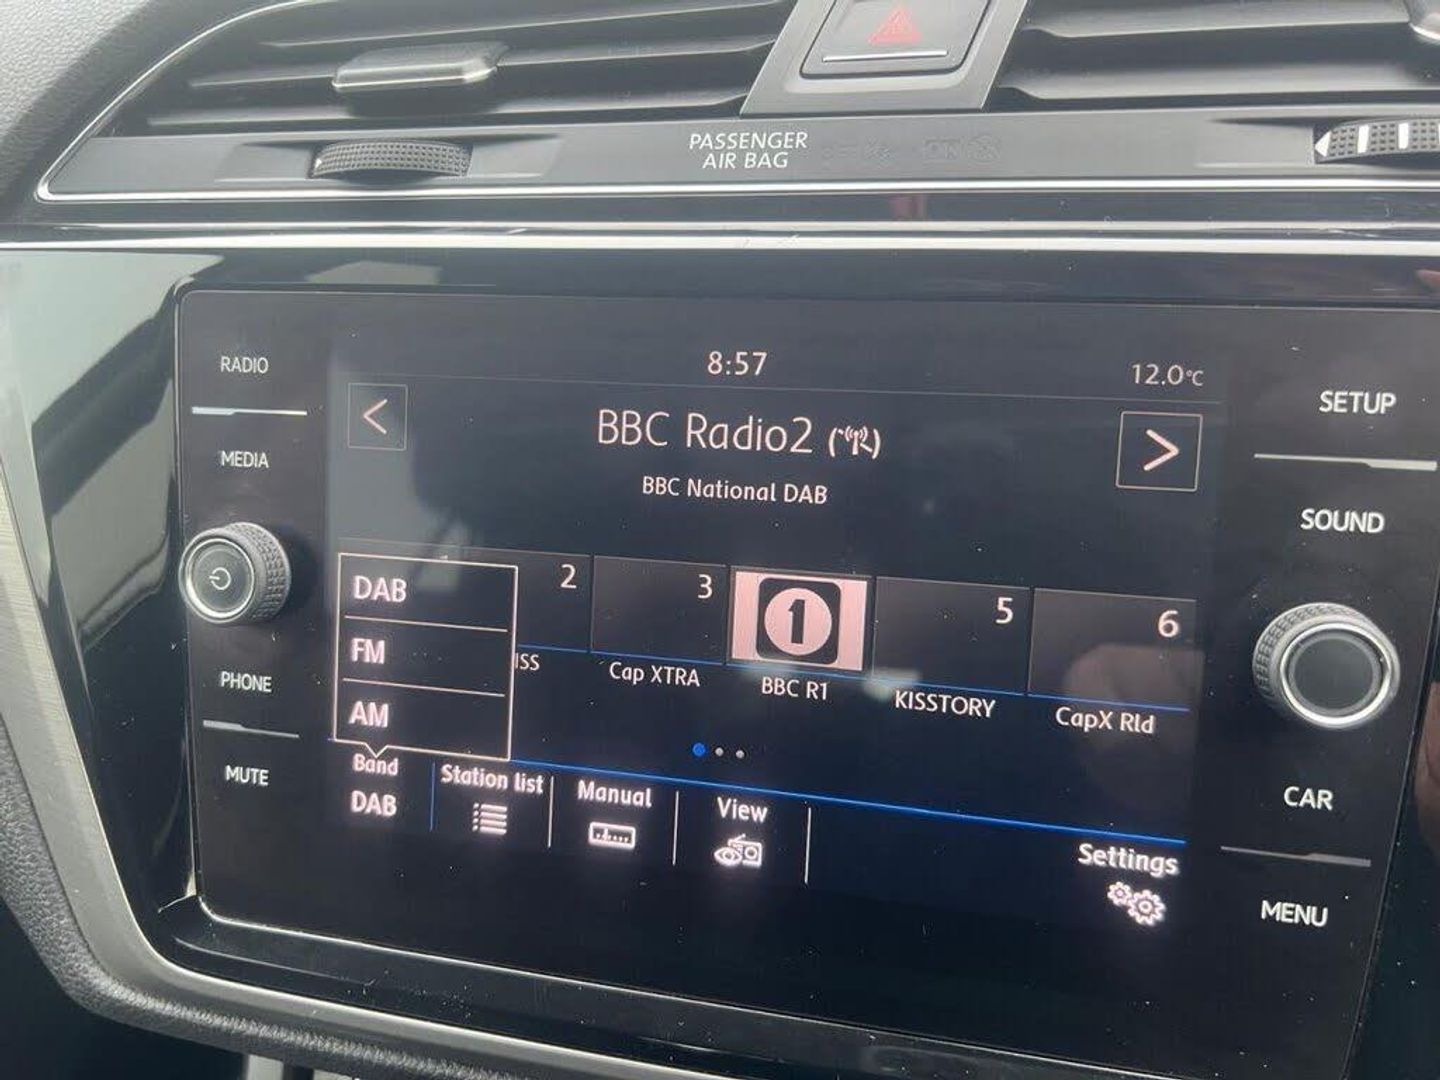 PASSENGER
AIR BAG
RADIO
MEDIA
PHONE
MUTE
8:57
12.0°C
BBC Radio2
BBC National DAB
DAB
FM
AM
2
3
1
5
6
ISS
Cap XTRA
BBC R1
KISSTORY
CapX Rld
Band
DAB
Station list
Manual
View
Settings
SETUP
SOUND
CAR
MENU